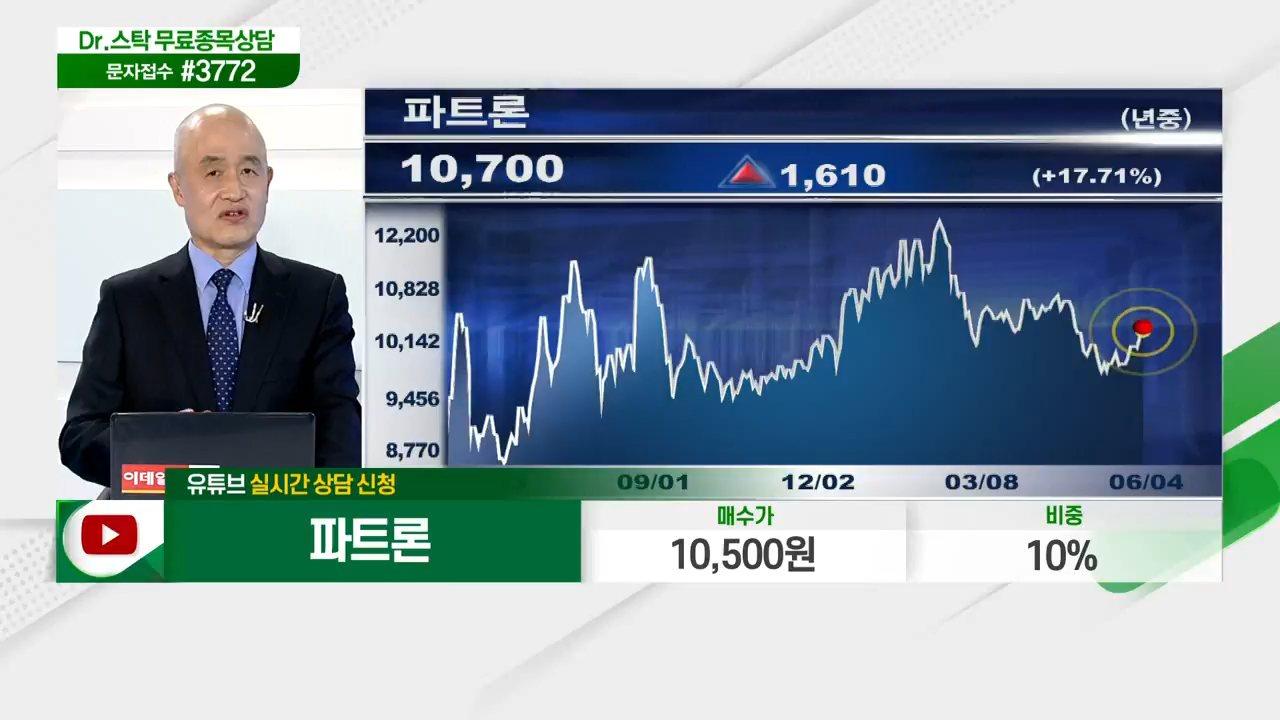 Dr.스탁 무료종목상담
문자접수 #3772
파트론
(년중)
10,700
1,610
(+17.71%)
12,200
10,828
10,142
9,456
8,770
09/01
12/02
03/08
06/04
이데일
유튜브 실시간 상담 신청
파트론
매수가
10,500원
비중
10%